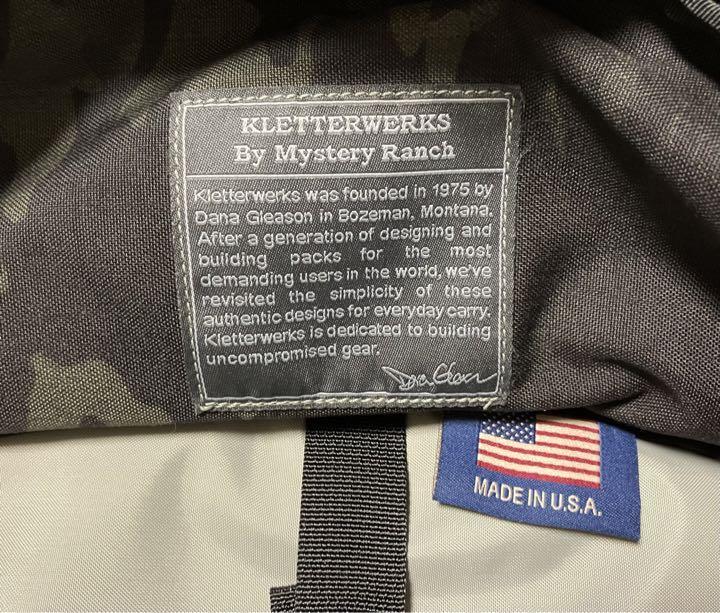 KLETTERWERKS
By Mystery Ranch
Kletterwerks was founded in 1975 by
Dana Gleason in Bozeman, Montana.
After a generation of designing and
building packs for the most
demanding users in the world, we've
revisited the simplicity of these
authentic designs for everyday carry.
Kletterwerks is dedicated to building
uncompromised gear.
Dana Gleason
MADE IN U.S.A.